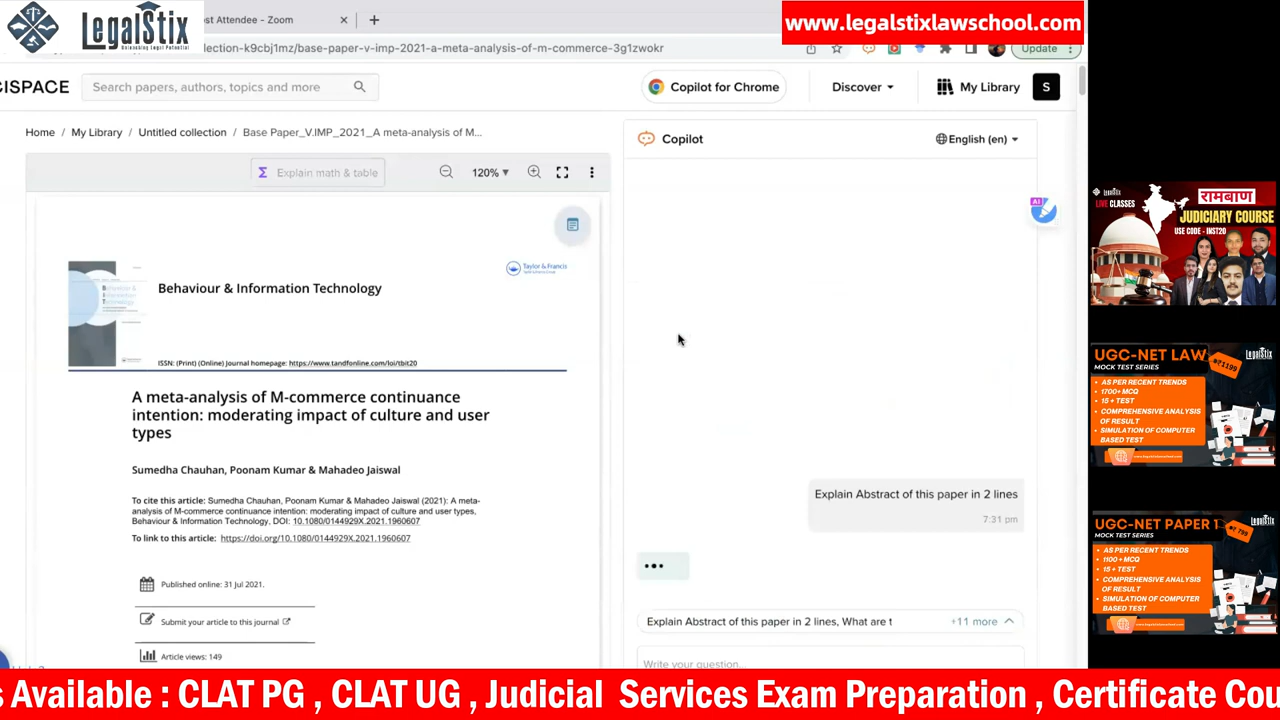 LEGALSTIX
Unlocking Legal Potential
st Attendee - Zoom
www.legalstixlawschool.com
lection-k9cbj1mz/base-paper-v-imp-2021-a-meta-analysis-of-m-commerce-3g1zwokr
Update
CISPACE
Search papers, authors, topics and more
Copilot for Chrome
Discover
My Library
S
Home / My Library / Untitled collection / Base Paper_V.IMP_2021_A meta-analysis of M...
Explain math & table
120%
Copilot
English (en)
AI
Taylor & Francis
Behaviour & Information Technology
ISSN: (Print) (Online) Journal homepage: https://www.tandfonline.com/loi/tbit20
A meta-analysis of M-commerce continuance
intention: moderating impact of culture and user
types
Sumedha Chauhan, Poonam Kumar & Mahadeo Jaiswal
To cite this article: Sumedha Chauhan, Poonam Kumar & Mahadeo Jaiswal (2021): A meta-
analysis of M-commerce continuance intention: moderating impact of culture and user types,
Behaviour & Information Technology, DOI: 10.1080/0144929X.2021.1960607
To link to this article: https://doi.org/10.1080/0144929X.2021.1960607
Published online: 31 Jul 2021.
Submit your article to this journal
Article views: 149
Explain Abstract of this paper in 2 lines
7:31 pm
Explain Abstract of this paper in 2 lines, What are t
+11 more
Write your question...
LIVE CLASSES
रामबाण
JUDICIARY COURSE
USE CODE - INST20
UGC-NET LAW
MOCK TEST SERIES
₹1199
LegalStix
AS PER RECENT TRENDS
1700+ MCQ
15 + TEST
COMPREHENSIVE ANALYSIS
OF RESULT
SIMULATION OF COMPUTER
BASED TEST
UGC-NET PAPER 1
MOCK TEST SERIES
₹ 799
LegalStix
AS PER RECENT TRENDS
1100 + MCQ
15 + TEST
COMPREHENSIVE ANALYSIS
OF RESULT
SIMULATION OF COMPUTER
BASED TEST
s Available : CLAT PG , CLAT UG , Judicial Services Exam Preparation , Certificate Cou